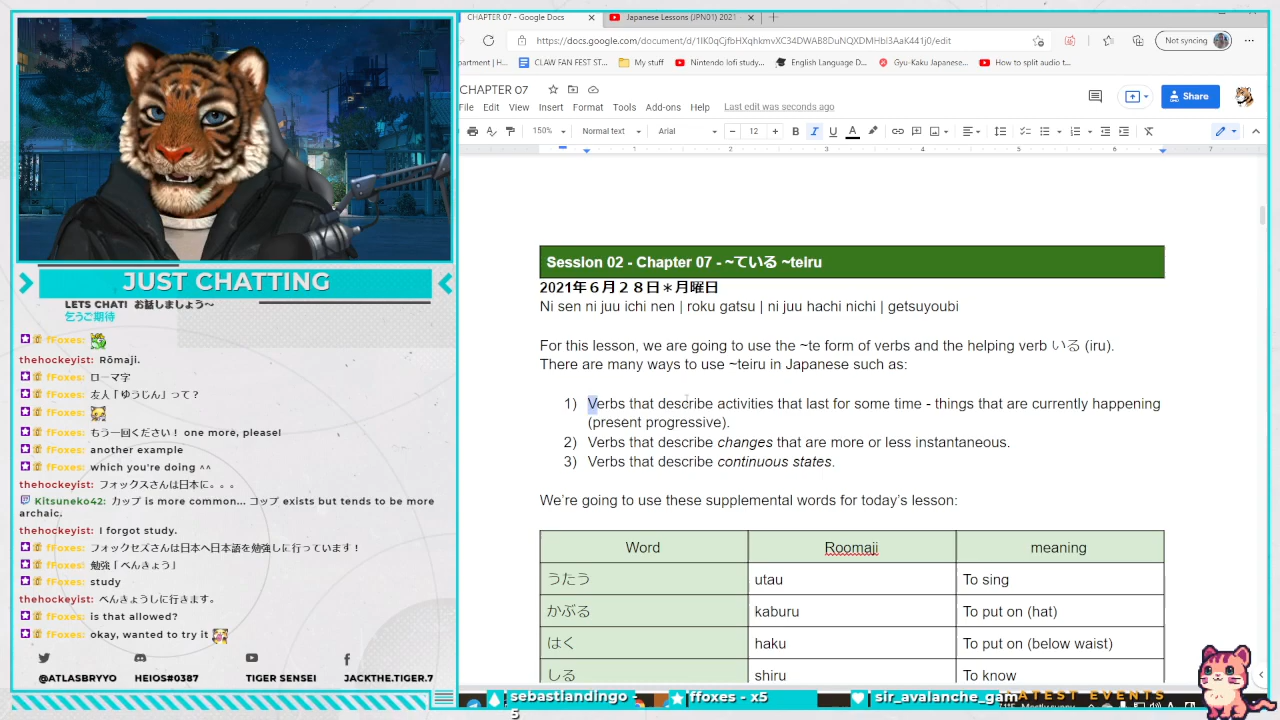 CHAPTER 07 - Google Docs
Japanese Lessons (JPN01) 2021
https://docs.google.com/document/d/1IK0qCjfbHXqhkmvXC34DWAB8DuNQXDMHbl3AaK441j0/edit
Not syncing
partment | H...
CLAW FAN FEST ST...
My stuff
Nintendo lofi study...
English Language D...
Gyu-Kaku Japanese...
How to split audio t...
CHAPTER 07
File Edit View Insert Format Tools Add-ons Help Last edit was seconds ago
Share
150% Normal text Arial 12 B I U A
1 2 3 4 5 6 7
Session 02 - Chapter 07 - ~ている ~teiru
2021年６月２８日＊月曜日
Ni sen ni juu ichi nen | roku gatsu | ni juu hachi nichi | getsuyoubi
For this lesson, we are going to use the ~te form of verbs and the helping verb いる (iru).
There are many ways to use ~teiru in Japanese such as:
1) Verbs that describe activities that last for some time - things that are currently happening
(present progressive).
2) Verbs that describe changes that are more or less instantaneous.
3) Verbs that describe continuous states.
We're going to use these supplemental words for today's lesson:
Word Roomaji meaning
うたう utau To sing
かぶる kaburu To put on (hat)
はく haku To put on (below waist)
しる shiru To know
JUST CHATTING
LETS CHAT! お話しましょう～
乞うご期待
fFoxes:
thehockeyist: Rōmaji.
fFoxes: ローマ字
fFoxes: 友人「ゆうじん」って？
fFoxes:
fFoxes: もう一回ください！ one more, please!
fFoxes: another example
fFoxes: which you're doing ^^
thehockeyist: フォックスさんは日本に。。。
Kitsuneko42: カップ is more common... コップ exists but tends to be more
archaic.
thehockeyist: I forgot study.
fFoxes: フォックセズさんは日本へ日本語を勉強しに行っています！
fFoxes: 勉強「べんきょう」
fFoxes: study
thehockeyist: べんきょうしに行きます。
fFoxes: is that allowed?
fFoxes: okay, wanted to try it
@ATLASBRYYO
HEIOS#0387
TIGER SENSEI
JACKTHE.TIGER.7
sebastiandingo -
5
ffoxes - x5
_avalanche_gam